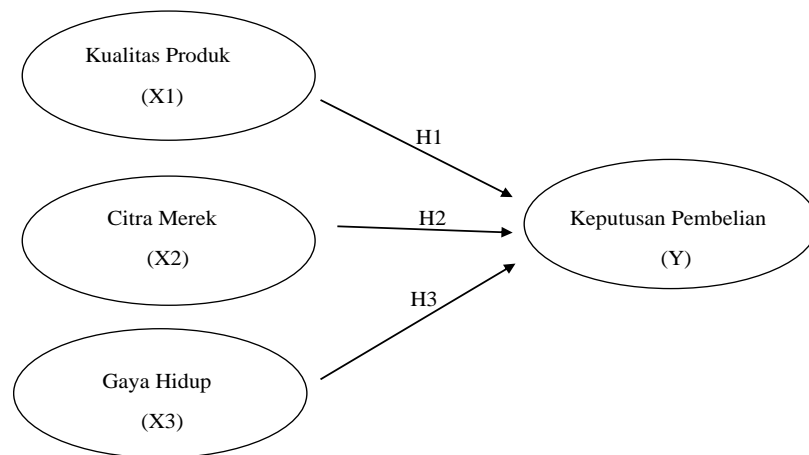 Kualitas Produk
(X1)
H1
Citra Merek
(X2)
H2
Keputusan Pembelian
(Y)
H3
Gaya Hidup
(X3)